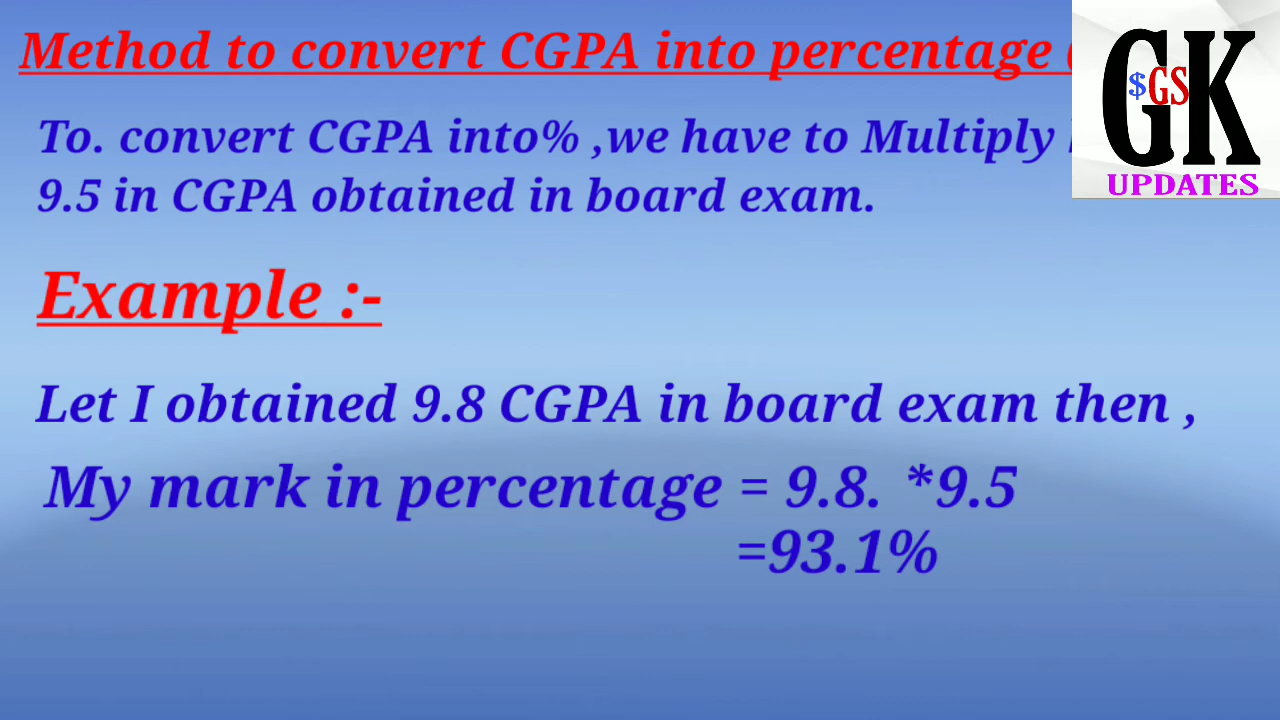 Method to convert CGPA into percentage (
To. convert CGPA into% ,we have to Multiply
9.5 in CGPA obtained in board exam.
Example :-
Let I obtained 9.8 CGPA in board exam then ,
My mark in percentage = 9.8. *9.5
=93.1%
GK
$GS
UPDATES